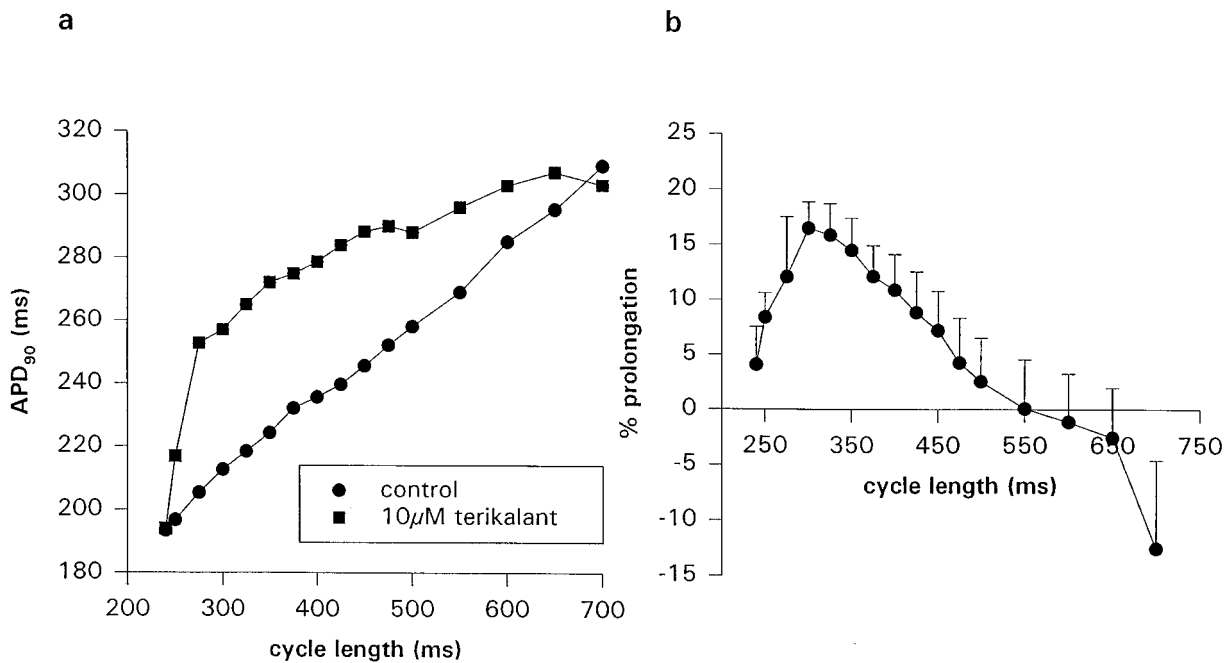 a
320
300
280
260
240
220
200
180
APD90 (ms)
200 300 400 500 600 700
cycle length (ms)
control
10μM terikalant
b
25
20
15
10
5
0
-5
-10
-15
% prolongation
250 350 450 550 650 750
cycle length (ms)